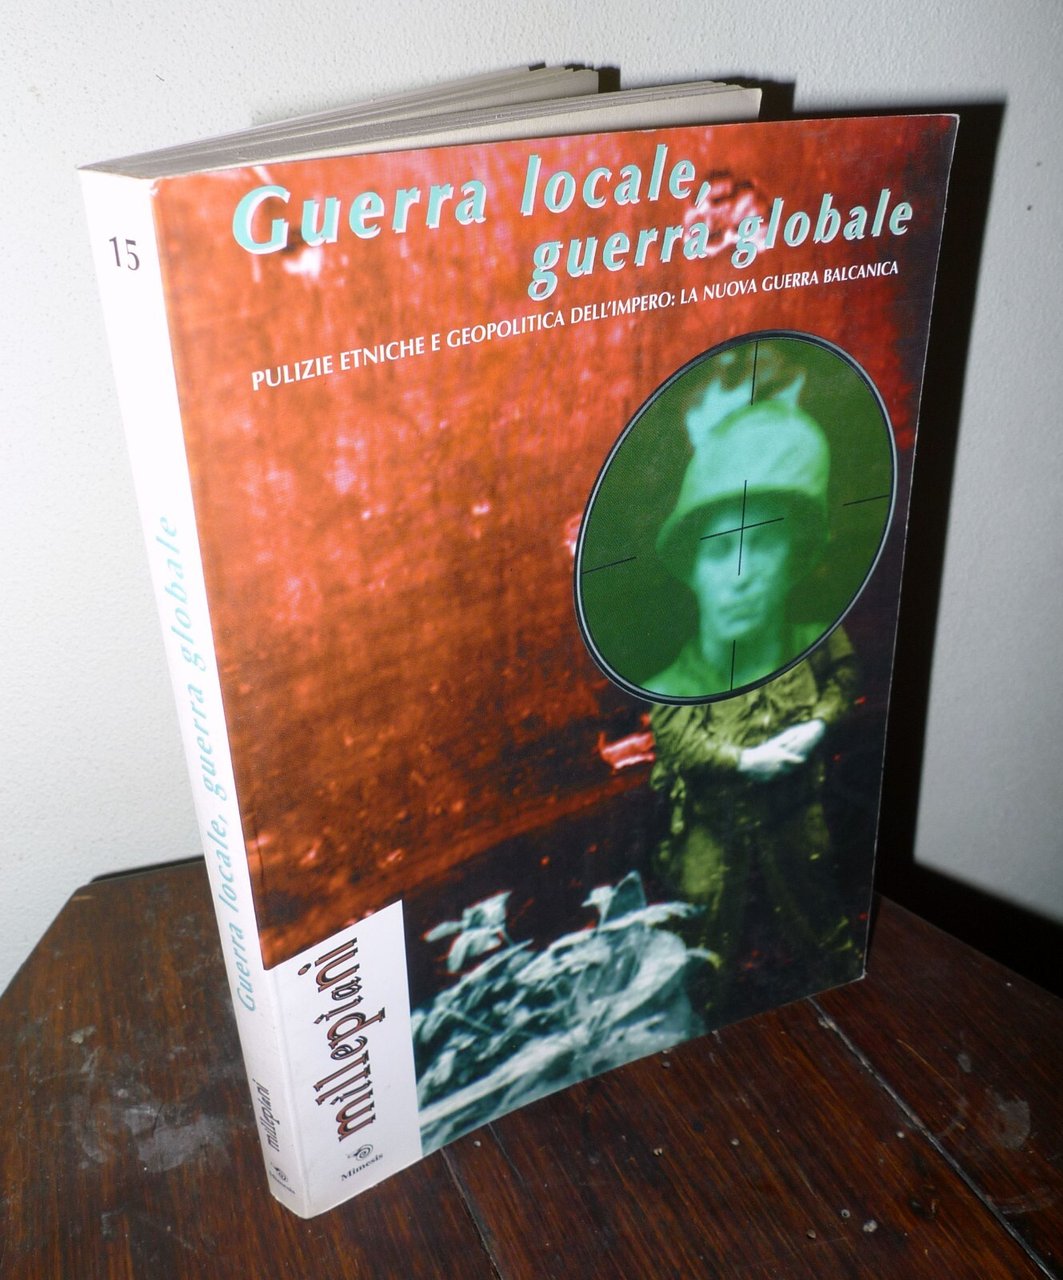 Guerra locale,
guerra globale
PULIZIE ETNICHE E GEOPOLITICA DELL'IMPERO: LA NUOVA GUERRA BALCANICA
millepiani
Mimesis
15
Guerra locale, guerra globale
millepiani
Mimesis